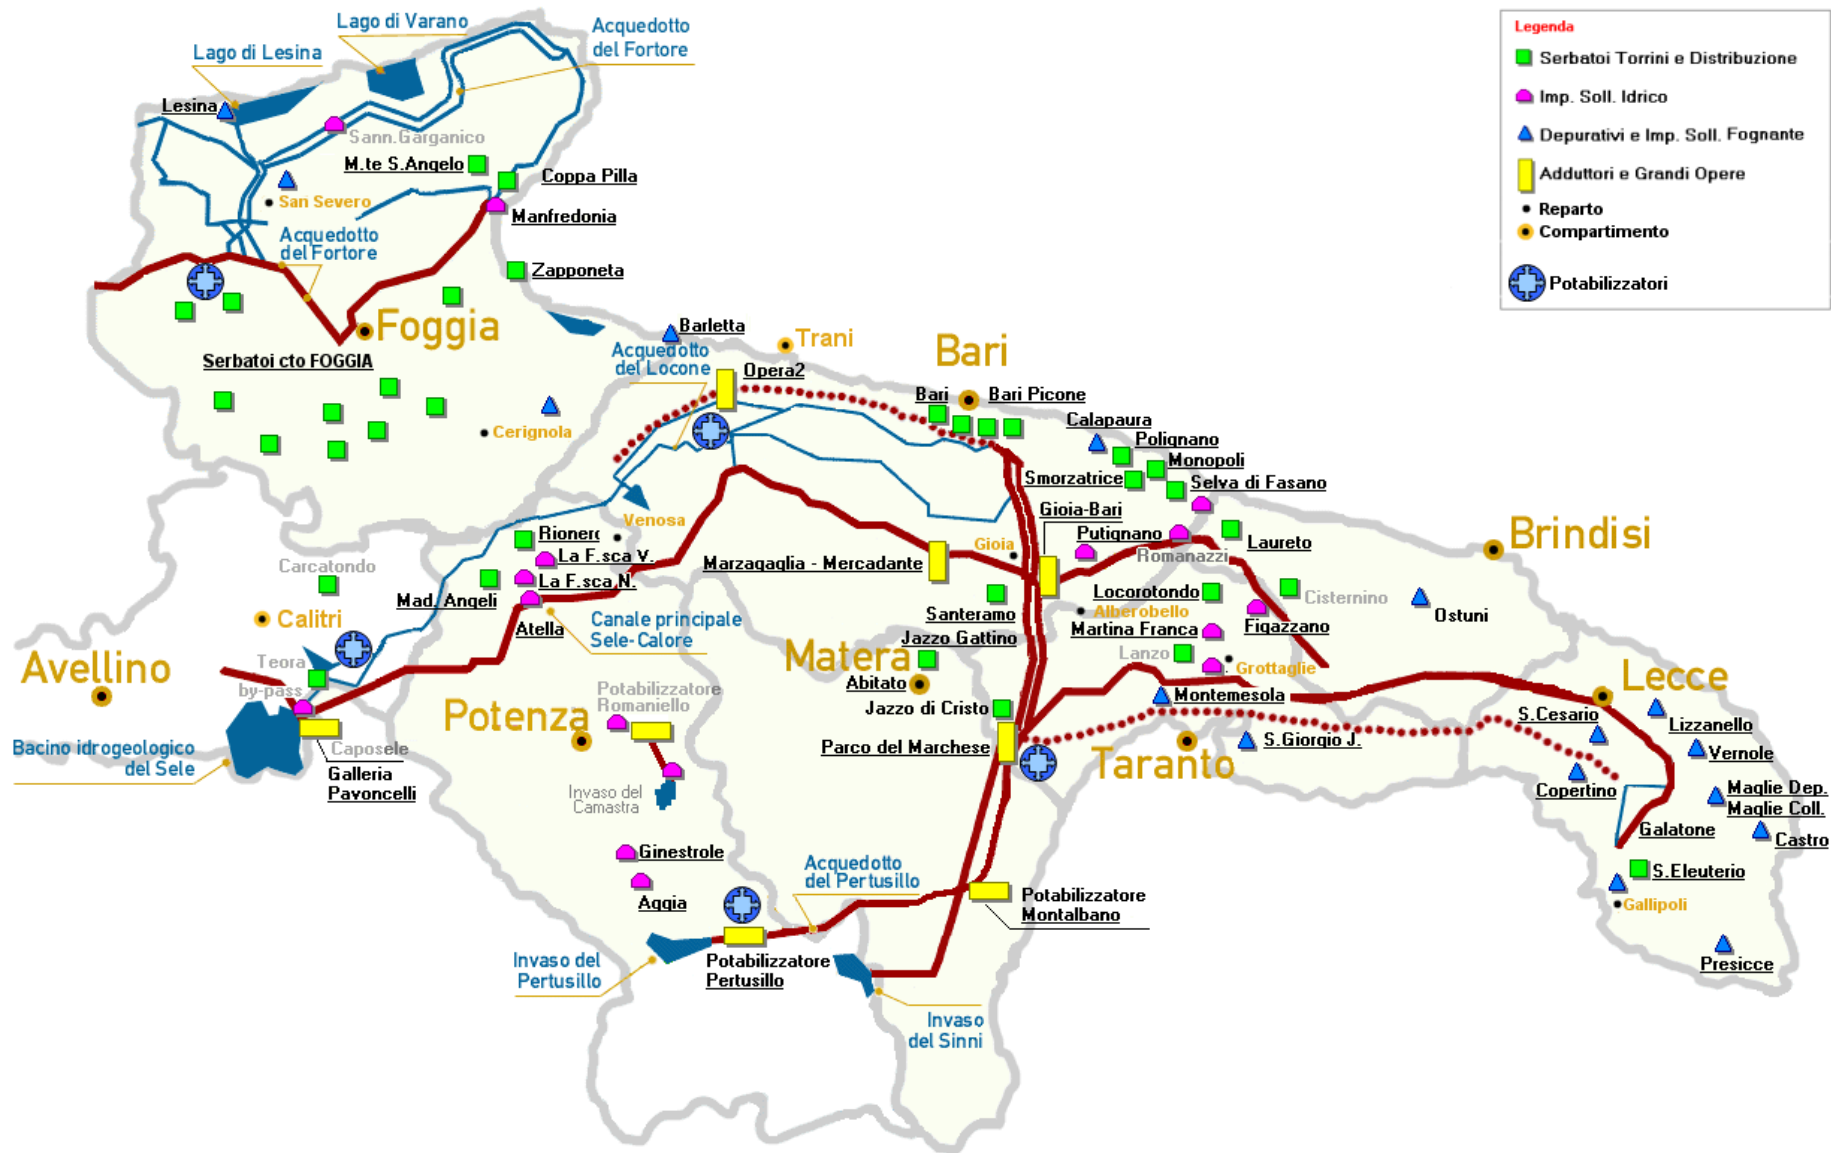 Lago di Varano
Acquedotto
del Fortore
Lago di Lesina
Legenda
Serbatoi Torrini e Distribuzione
Imp. Soll. Idrico
Depurativi e Imp. Soll. Fognante
Adduttori e Grandi Opere
Reparto
Compartimento
Potabilizzatori
Lesina
Sann.Garganico
M.te S.Angelo
Coppa Pilla
San Severo
Manfredonia
Acquedotto
del Fortore
Zapponeta
Foggia
Serbatoi cto FOGGIA
Barletta
Trani
Acquedotto
del Locone
Opera2
Bari
Bari
Bari Picone
Cerignola
Calapaura
Polignano
Monopoli
Smorzatrice
Selva di Fasano
Gioia-Bari
Venosa
Putignano
Romanazzi
Laureto
Brindisi
Rionero
La F.sca V.
La F.sca N.
Mad. Angeli
Atella
Carcatondo
Calitri
Canale principale
Sele-Calore
Gioia
Marzagaglia - Mercadante
Santeramo
Jazzo Gattino
Alberobello
Locorotondo
Martina Franca
Cisternino
Figazzano
Ostuni
Lanzo
Grottaglie
Avellino
Teora
by-pass
Matera
Abitato
Montemesola
Lecce
Potabilizzatore
Romaniello
Potenza
Jazzo di Cristo
Parco del Marchese
Taranto
S.Giorgio J.
S.Cesario
Lizzanello
Vernole
Bacino idrogeologico
del Sele
Caposele
Galleria
Pavoncelli
Invaso del
Camastra
Copertino
Maglie Dep.
Maglie Coll.
Galatone
Castro
Ginestrole
Aggia
Acquedotto
del Pertusillo
Potabilizzatore
Montalbano
S.Eleuterio
Gallipoli
Invaso del
Pertusillo
Potabilizzatore
Pertusillo
Presicce
Invaso
del Sinni